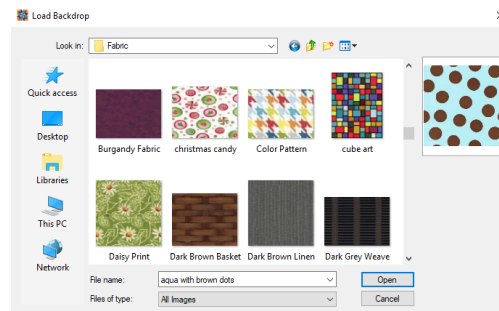 Load Backdrop
Look in:
Fabric
Quick access
Desktop
Libraries
This PC
Network
Burgandy Fabric
christmas candy
Color Pattern
cube art
Daisy Print
Dark Brown Basket
Dark Brown Linen
Dark Grey Weave
File name:
aqua with brown dots
Open
Files of type:
All Images
Cancel